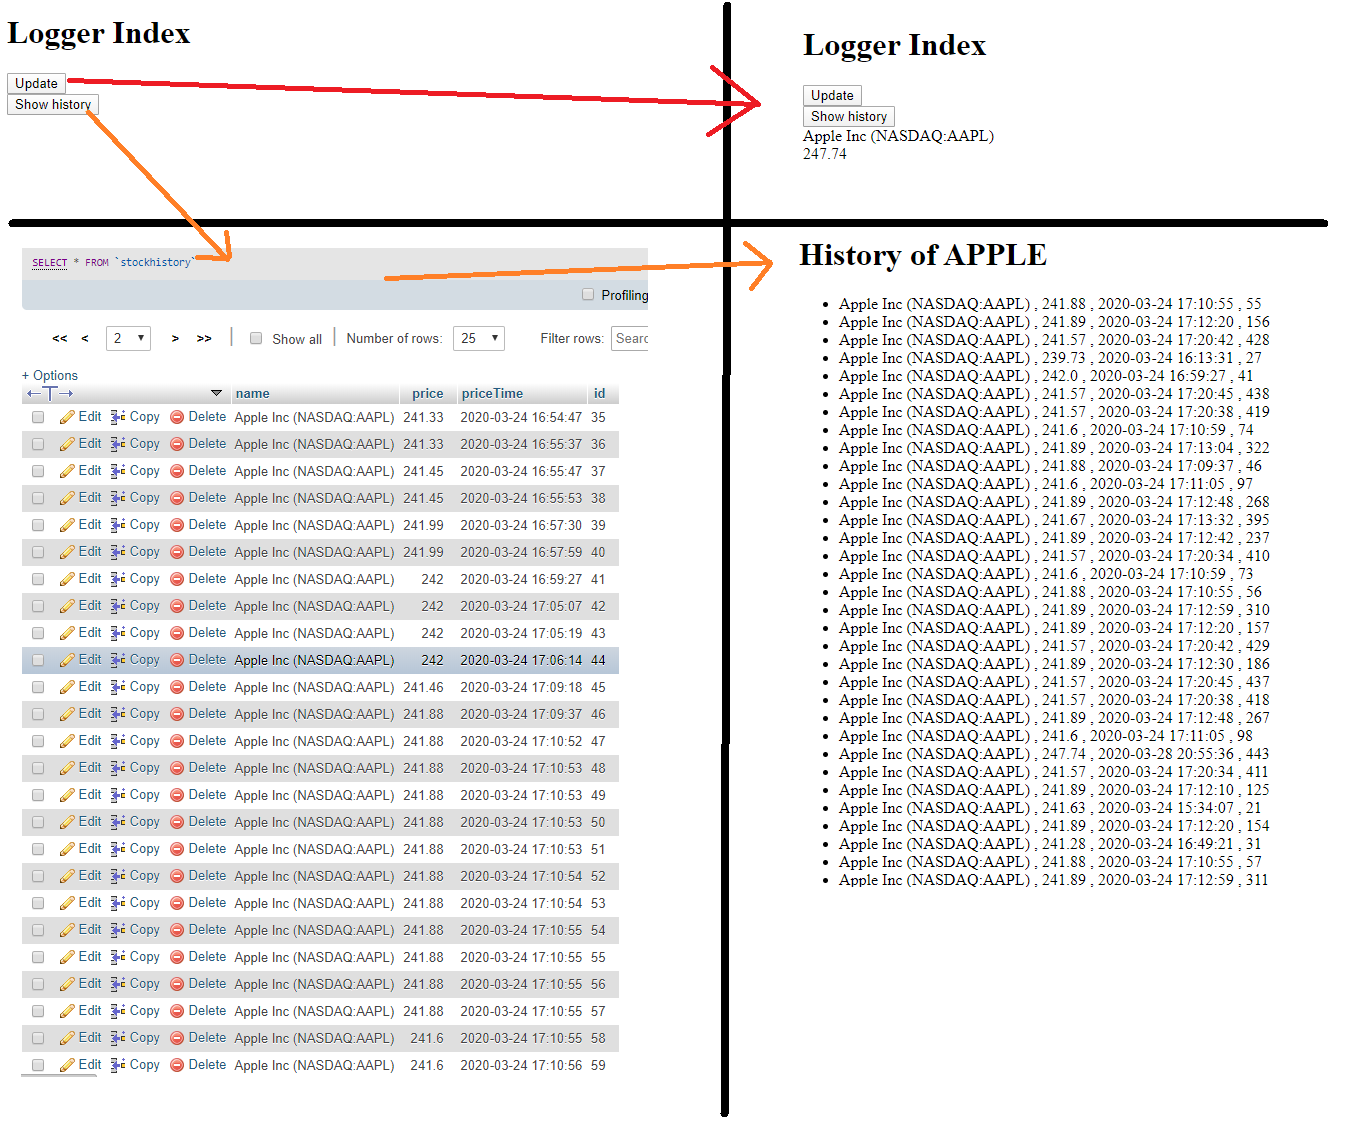 Logger Index
Update
Show history
Logger Index
Update
Show history
Apple Inc (NASDAQ:AAPL)
247.74
SELECT * FROM `stockhistory`
Profiling
<< < 2 > >> Show all Number of rows: 25 Filter rows: Searc
+ Options
name price priceTime id
Edit Copy Delete Apple Inc (NASDAQ:AAPL) 241.33 2020-03-24 16:54:47 35
Edit Copy Delete Apple Inc (NASDAQ:AAPL) 241.33 2020-03-24 16:55:37 36
Edit Copy Delete Apple Inc (NASDAQ:AAPL) 241.45 2020-03-24 16:55:47 37
Edit Copy Delete Apple Inc (NASDAQ:AAPL) 241.45 2020-03-24 16:55:53 38
Edit Copy Delete Apple Inc (NASDAQ:AAPL) 241.99 2020-03-24 16:57:30 39
Edit Copy Delete Apple Inc (NASDAQ:AAPL) 241.99 2020-03-24 16:57:59 40
Edit Copy Delete Apple Inc (NASDAQ:AAPL) 242 2020-03-24 16:59:27 41
Edit Copy Delete Apple Inc (NASDAQ:AAPL) 242 2020-03-24 17:05:07 42
Edit Copy Delete Apple Inc (NASDAQ:AAPL) 242 2020-03-24 17:05:19 43
Edit Copy Delete Apple Inc (NASDAQ:AAPL) 242 2020-03-24 17:06:14 44
Edit Copy Delete Apple Inc (NASDAQ:AAPL) 241.46 2020-03-24 17:09:18 45
Edit Copy Delete Apple Inc (NASDAQ:AAPL) 241.88 2020-03-24 17:09:37 46
Edit Copy Delete Apple Inc (NASDAQ:AAPL) 241.88 2020-03-24 17:10:52 47
Edit Copy Delete Apple Inc (NASDAQ:AAPL) 241.88 2020-03-24 17:10:53 48
Edit Copy Delete Apple Inc (NASDAQ:AAPL) 241.88 2020-03-24 17:10:53 49
Edit Copy Delete Apple Inc (NASDAQ:AAPL) 241.88 2020-03-24 17:10:53 50
Edit Copy Delete Apple Inc (NASDAQ:AAPL) 241.88 2020-03-24 17:10:53 51
Edit Copy Delete Apple Inc (NASDAQ:AAPL) 241.88 2020-03-24 17:10:54 52
Edit Copy Delete Apple Inc (NASDAQ:AAPL) 241.88 2020-03-24 17:10:54 53
Edit Copy Delete Apple Inc (NASDAQ:AAPL) 241.88 2020-03-24 17:10:55 54
Edit Copy Delete Apple Inc (NASDAQ:AAPL) 241.88 2020-03-24 17:10:55 55
Edit Copy Delete Apple Inc (NASDAQ:AAPL) 241.88 2020-03-24 17:10:55 56
Edit Copy Delete Apple Inc (NASDAQ:AAPL) 241.88 2020-03-24 17:10:55 57
Edit Copy Delete Apple Inc (NASDAQ:AAPL) 241.6 2020-03-24 17:10:55 58
Edit Copy Delete Apple Inc (NASDAQ:AAPL) 241.6 2020-03-24 17:10:56 59
History of APPLE
• Apple Inc (NASDAQ:AAPL) , 241.88 , 2020-03-24 17:10:55 , 55
• Apple Inc (NASDAQ:AAPL) , 241.89 , 2020-03-24 17:12:20 , 156
• Apple Inc (NASDAQ:AAPL) , 241.57 , 2020-03-24 17:20:42 , 428
• Apple Inc (NASDAQ:AAPL) , 239.73 , 2020-03-24 16:13:31 , 27
• Apple Inc (NASDAQ:AAPL) , 242.0 , 2020-03-24 16:59:27 , 41
• Apple Inc (NASDAQ:AAPL) , 241.57 , 2020-03-24 17:20:45 , 438
• Apple Inc (NASDAQ:AAPL) , 241.57 , 2020-03-24 17:20:38 , 419
• Apple Inc (NASDAQ:AAPL) , 241.6 , 2020-03-24 17:10:59 , 74
• Apple Inc (NASDAQ:AAPL) , 241.89 , 2020-03-24 17:13:04 , 322
• Apple Inc (NASDAQ:AAPL) , 241.88 , 2020-03-24 17:09:37 , 46
• Apple Inc (NASDAQ:AAPL) , 241.6 , 2020-03-24 17:11:05 , 97
• Apple Inc (NASDAQ:AAPL) , 241.89 , 2020-03-24 17:12:48 , 268
• Apple Inc (NASDAQ:AAPL) , 241.67 , 2020-03-24 17:13:32 , 395
• Apple Inc (NASDAQ:AAPL) , 241.89 , 2020-03-24 17:12:42 , 237
• Apple Inc (NASDAQ:AAPL) , 241.57 , 2020-03-24 17:20:34 , 410
• Apple Inc (NASDAQ:AAPL) , 241.6 , 2020-03-24 17:10:59 , 73
• Apple Inc (NASDAQ:AAPL) , 241.88 , 2020-03-24 17:10:55 , 56
• Apple Inc (NASDAQ:AAPL) , 241.89 , 2020-03-24 17:12:59 , 310
• Apple Inc (NASDAQ:AAPL) , 241.89 , 2020-03-24 17:12:20 , 157
• Apple Inc (NASDAQ:AAPL) , 241.57 , 2020-03-24 17:20:42 , 429
• Apple Inc (NASDAQ:AAPL) , 241.89 , 2020-03-24 17:12:30 , 186
• Apple Inc (NASDAQ:AAPL) , 241.57 , 2020-03-24 17:20:45 , 437
• Apple Inc (NASDAQ:AAPL) , 241.57 , 2020-03-24 17:20:38 , 418
• Apple Inc (NASDAQ:AAPL) , 241.89 , 2020-03-24 17:12:48 , 267
• Apple Inc (NASDAQ:AAPL) , 241.6 , 2020-03-24 17:11:05 , 98
• Apple Inc (NASDAQ:AAPL) , 247.74 , 2020-03-28 20:55:36 , 443
• Apple Inc (NASDAQ:AAPL) , 241.57 , 2020-03-24 17:20:34 , 411
• Apple Inc (NASDAQ:AAPL) , 241.89 , 2020-03-24 17:12:10 , 125
• Apple Inc (NASDAQ:AAPL) , 241.63 , 2020-03-24 15:34:07 , 21
• Apple Inc (NASDAQ:AAPL) , 241.89 , 2020-03-24 17:12:20 , 154
• Apple Inc (NASDAQ:AAPL) , 241.28 , 2020-03-24 16:49:21 , 31
• Apple Inc (NASDAQ:AAPL) , 241.88 , 2020-03-24 17:10:55 , 57
• Apple Inc (NASDAQ:AAPL) , 241.89 , 2020-03-24 17:12:59 , 311